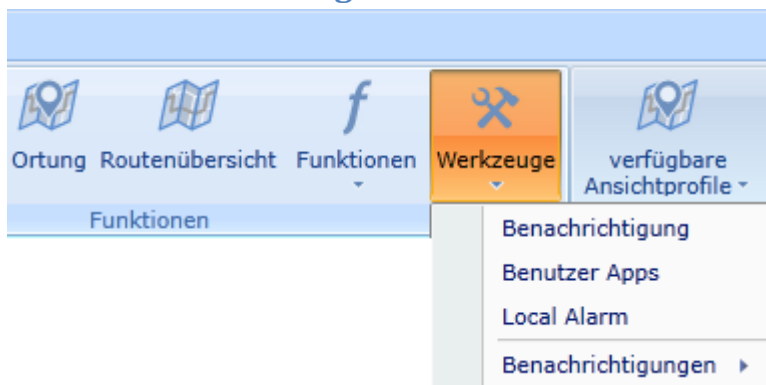 Ortung Routenübersicht Funktionen Werkzeuge verfügbare
Ansichtprofile
Funktionen
Benachrichtigung
Benutzer Apps
Local Alarm
Benachrichtigungen